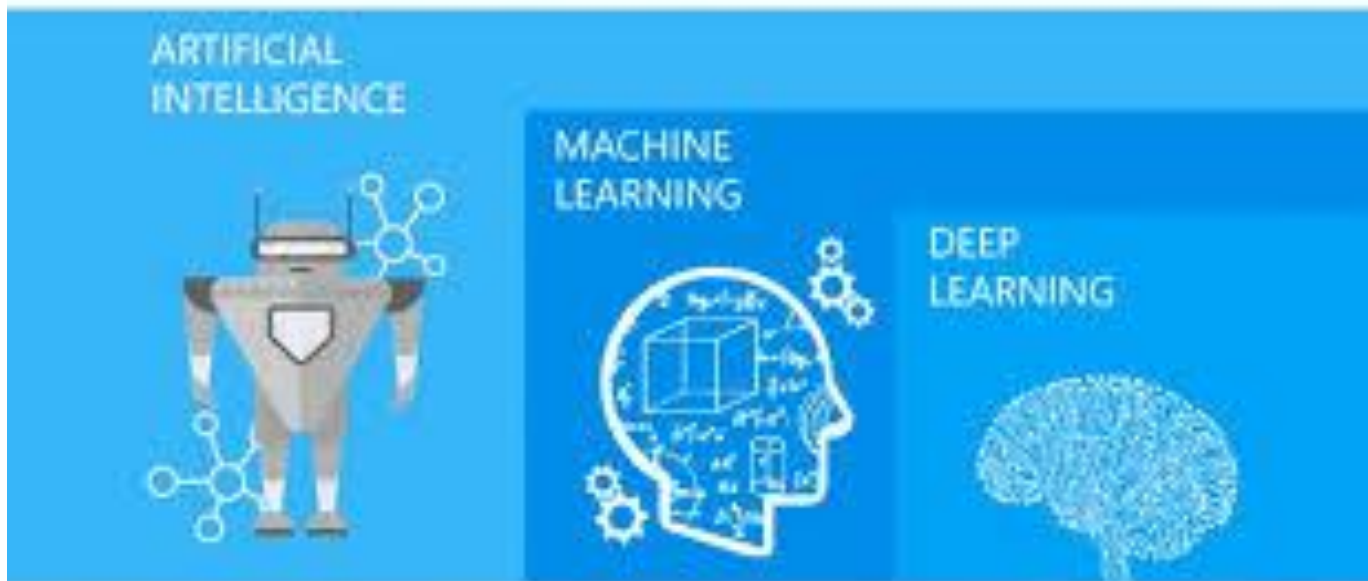 ARTIFICIAL
INTELLIGENCE
MACHINE
LEARNING
DEEP
LEARNING